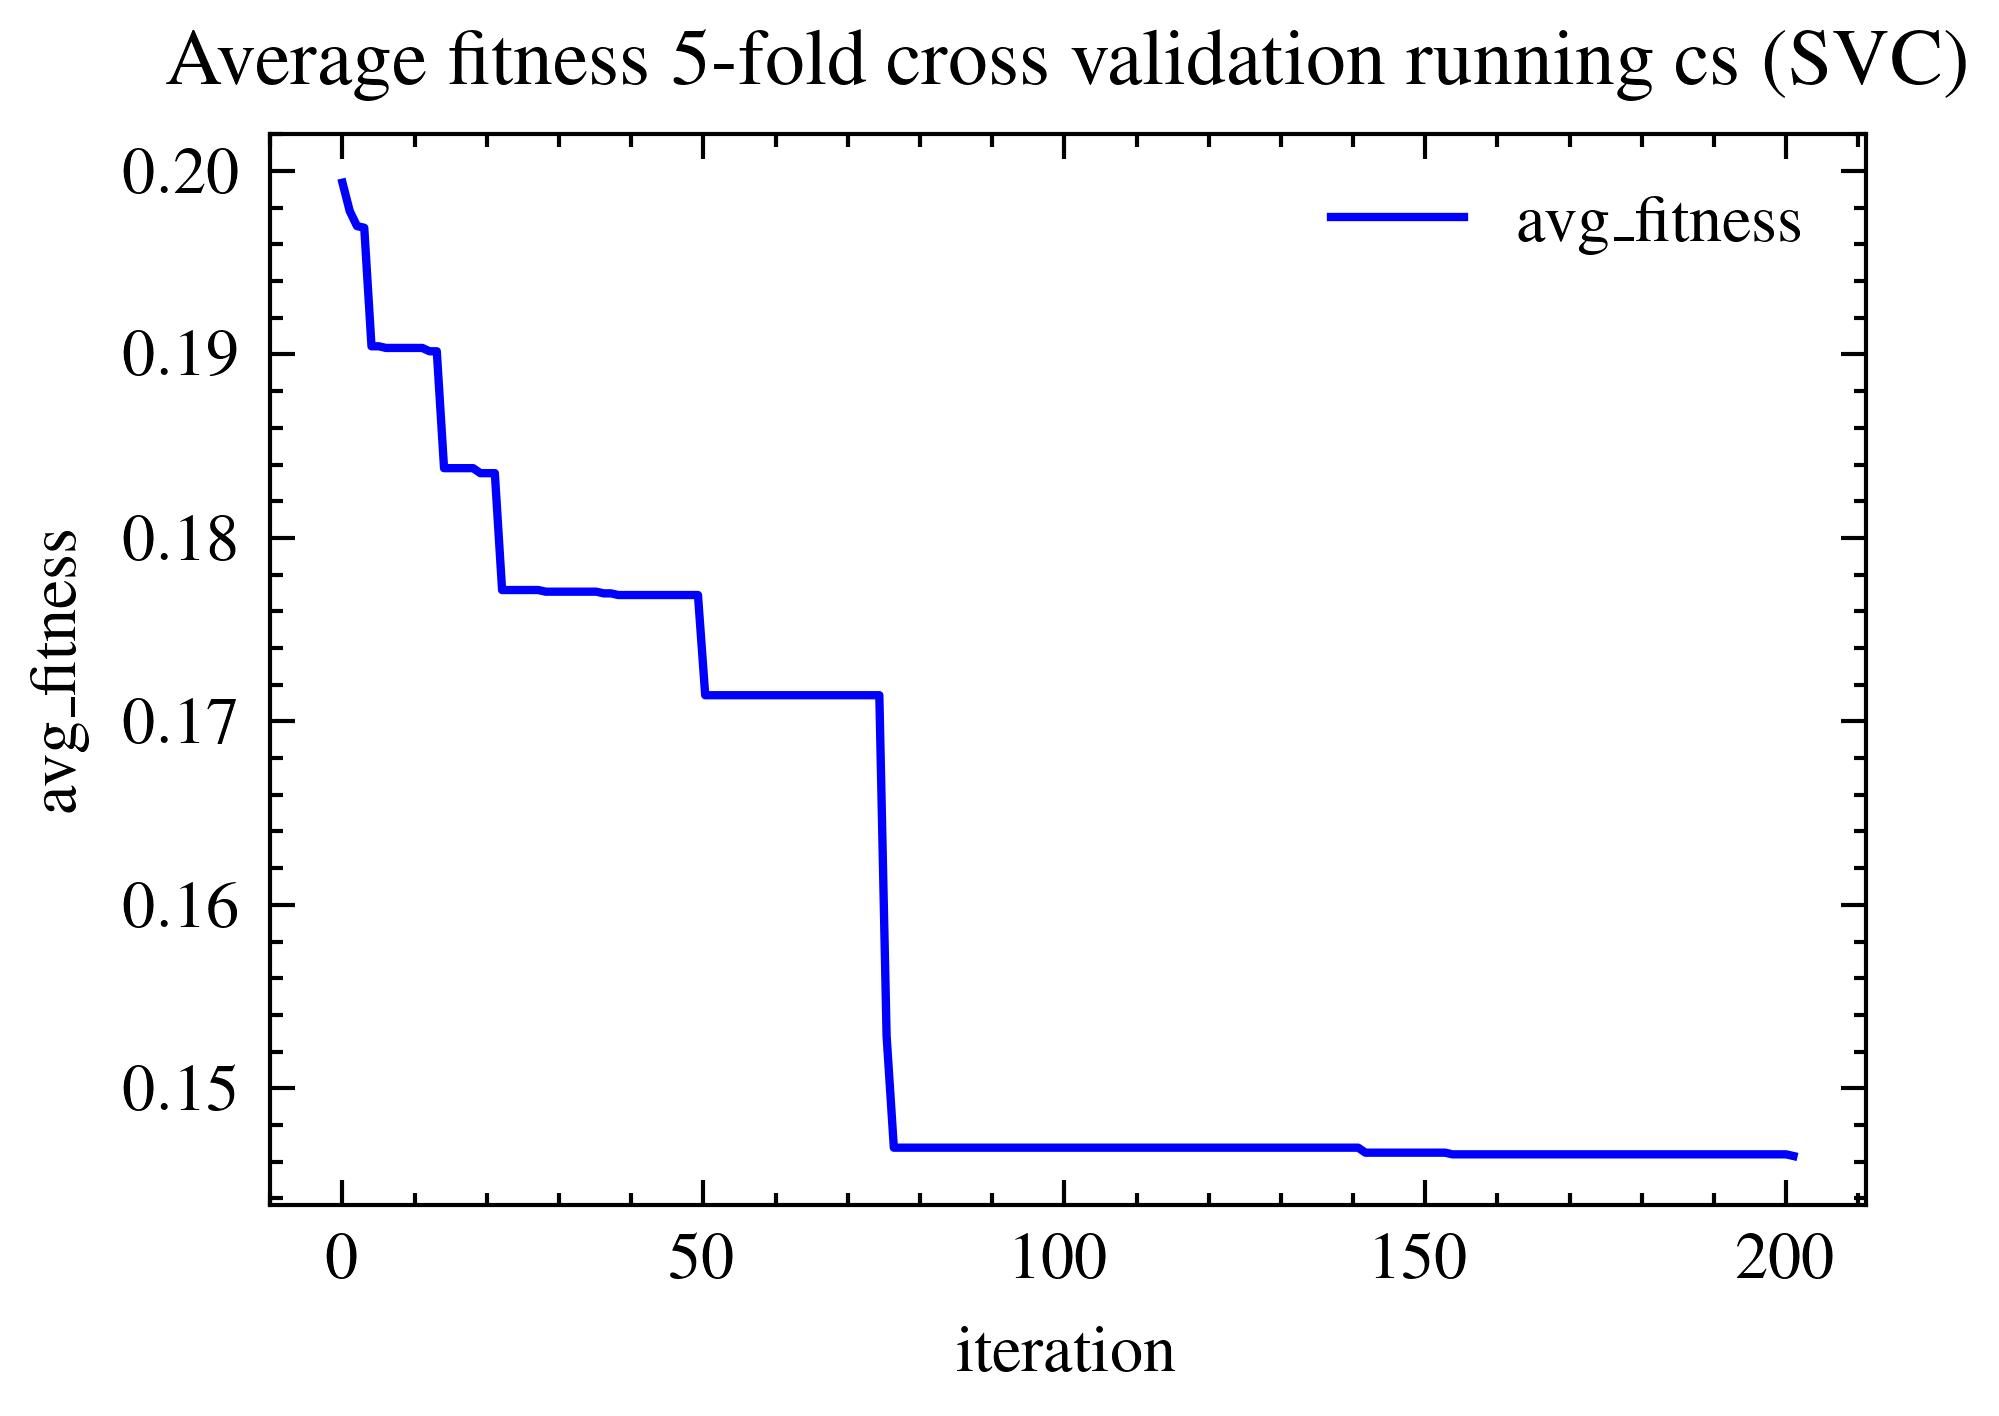 Average fitness 5-fold cross validation running cs (SVC)
avg_fitness
0.20
0.19
0.18
0.17
0.16
0.15
avg_fitness
0 50 100 150 200
iteration